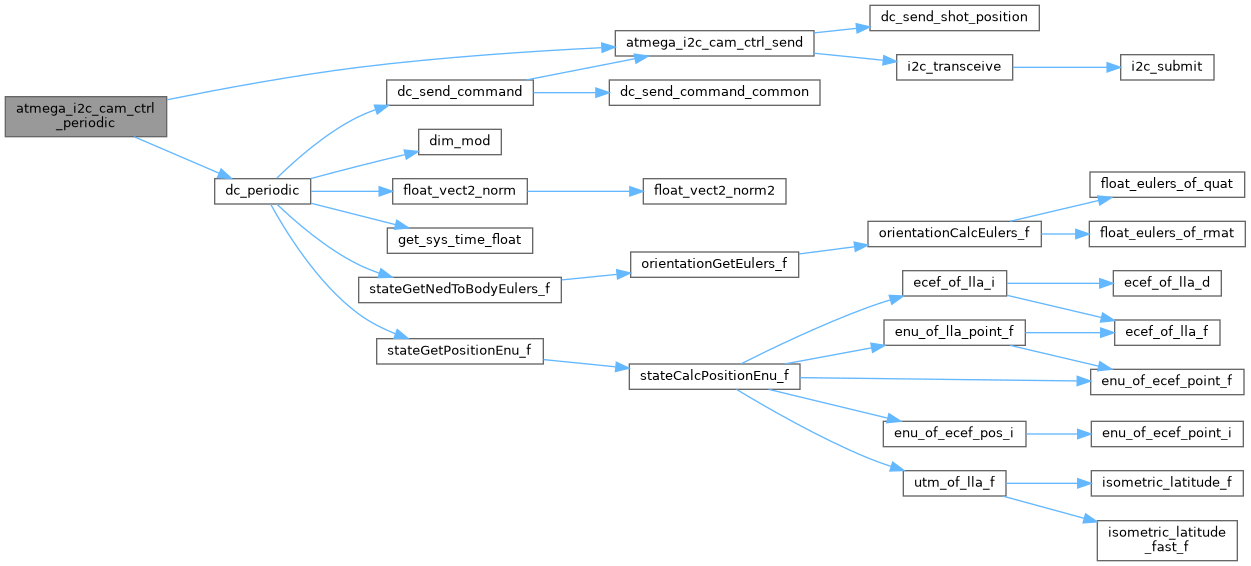 atmega_i2c_cam_ctrl
_periodic
atmega_i2c_cam_ctrl_send
dc_send_shot_position
i2c_transceive
i2c_submit
dc_send_command
dc_send_command_common
dim_mod
dc_periodic
float_vect2_norm
float_vect2_norm2
get_sys_time_float
stateGetNedToBodyEulers_f
orientationGetEulers_f
orientationCalcEulers_f
float_eulers_of_quat
float_eulers_of_rmat
stateGetPositionEnu_f
stateCalcPositionEnu_f
ecef_of_lla_i
ecef_of_lla_d
enu_of_lla_point_f
ecef_of_lla_f
enu_of_ecef_point_f
enu_of_ecef_pos_i
enu_of_ecef_point_i
utm_of_lla_f
isometric_latitude_f
isometric_latitude
_fast_f